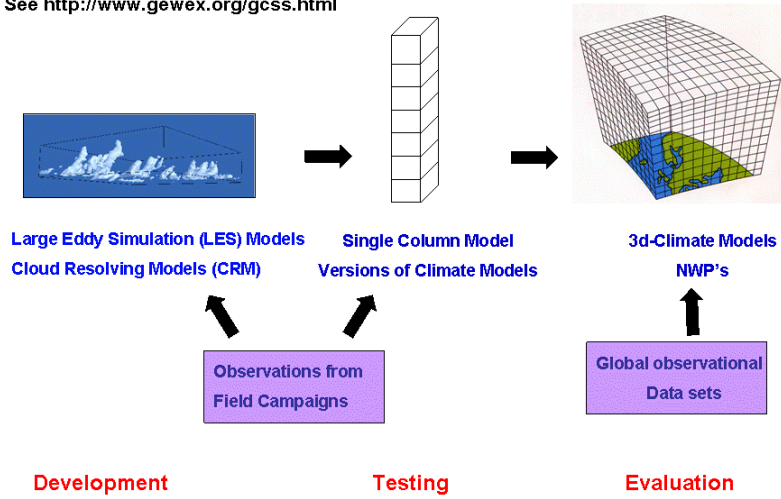 See http://www.gewex.org/gcss.html
Large Eddy Simulation (LES) Models
Cloud Resolving Models (CRM)
Single Column Model
Versions of Climate Models
3d-Climate Models
NWP’s
Observations from
Field Campaigns
Global observational
Data sets
Development
Testing
Evaluation